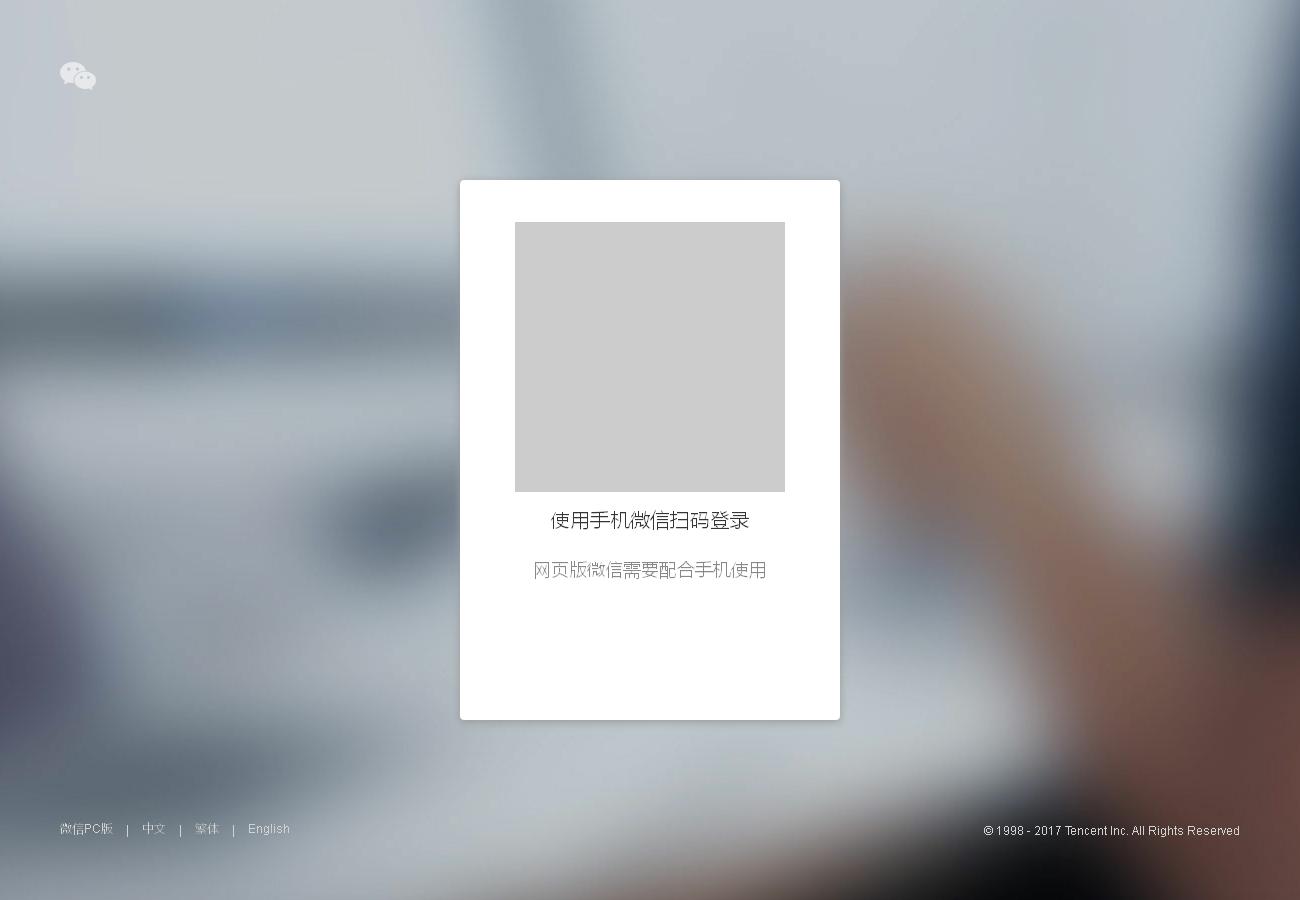 使用手机微信扫码登录
网页版微信需要配合手机使用
微信PC版 | 中文 | 繁体 | English
© 1998 - 2017 Tencent Inc. All Rights Reserved